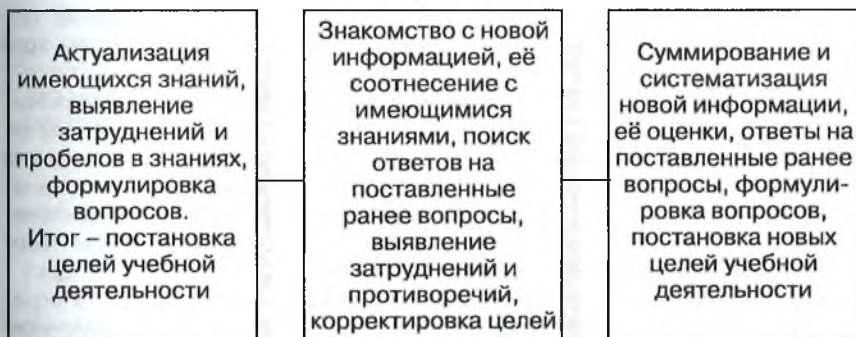 Актуализация
имеющихся знаний,
выявление
затруднений и
пробелов в знаниях,
формулировка
вопросов.
Итог – постановка
целей учебной
деятельности
Знакомство с новой
информацией, её
соотнесение с
имеющимися
знаниями, поиск
ответов на
поставленные
ранее вопросы,
выявление
затруднений и
противоречий,
корректировка целей
Суммирование и
систематизация
новой информации,
её оценки, ответы на
поставленные ранее
вопросы, формули-
ровка вопросов,
постановка новых
целей учебной
деятельности